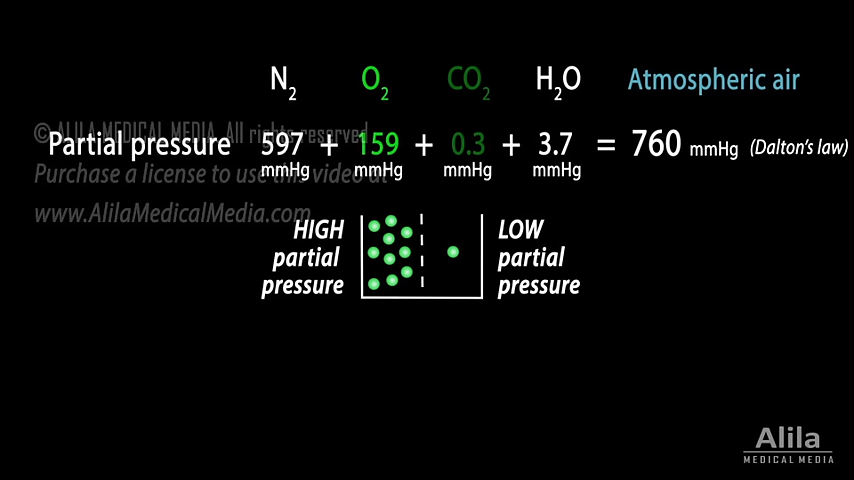 N2 O2 CO2 H2O Atmospheric air
© ALILA MEDICAL MEDIA. All rights reserved.
Partial pressure 597 + 159 + 0.3 + 3.7 = 760 mmHg (Dalton's law)
mmHg mmHg mmHg mmHg
Purchase a license to use this video at
www.AlilaMedicalMedia.com
HIGH
partial
pressure
LOW
partial
pressure
Alila
MEDICAL MEDIA